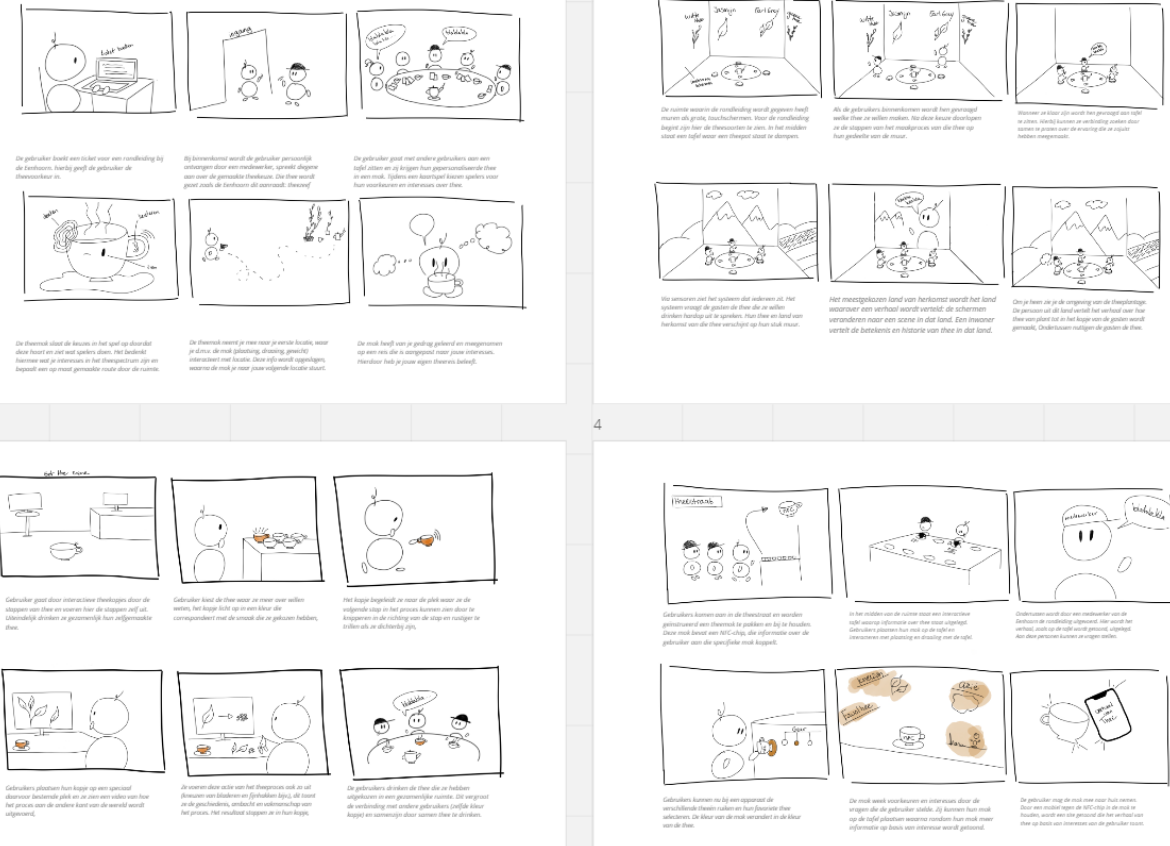 ticket boeken
ingang
blablabla
blablabla
De gebruiker boekt een ticket voor een rondleiding bij
de Eenhoorn. hierbij geeft de gebruiker de
theevoorkeur in.
Bij binnenkomst wordt de gebruiker persoonlijk
ontvangen door een medewerker, spreekt diegene
aan over de gemaakte theekeuze. De thee wordt
gezet zoals de Eenhoorn dit aanraadt. theezeef
De gebruiker gaat met andere gebruikers aan een
tafel zitten en zij krijgen hun gepersonaliseerde thee
in een mok. Tijdens een kaartspel kiezen spelers voor
hun voorkeuren en interesses over thee.
De theemok slaat de keuzes in het spel op doordat
deze hoort en ziet wat spelers doen. Het bedenkt
hiermee wat je interesses in het theespectrum zijn en
bepaalt een op maat gemaakte route door de ruimte.
De theemok neemt je mee naar je eerste locatie, waar
je d.m.v. de mok (plaatsing, draaiing, gewicht)
interacteert met locatie. Deze info wordt opgeslagen,
waarna de mok je naar jouw volgende locatie stuurt.
De mok heeft van je gedrag geleerd en meegenomen
op een reis die is aangepast naar jouw interesses.
Hierdoor heb je jouw eigen theereis beleefd.
witte thee
Jasmijn
Earl Grey
witte thee
Jasmijn
Earl Grey
De ruimte waarin de rondleiding wordt gegeven heeft
muren als grote, touchschermen. Voor de rondleiding
begint zijn hier de theesoorten te zien. In het midden
staat een tafel waar een theepot staat te dampen.
Als de gebruikers binnenkomen wordt hen gevraagd
welke thee ze willen maken. Na deze keuze doorlopen
ze de stappen van het maakproces van die thee op
hun gedeelte van de muur.
Wanneer ze klaar zijn wordt hen gevraagd aan tafel
te zitten. Hierbij kunnen ze verbinding zoeken door
samen te praten over de ervaring die ze zojuist
hebben meegemaakt.
Via sensoren ziet het systeem dat iedereen zit. Het
systeem vraagt de gasten de thee die ze willen
drinken hardop uit te spreken. Hun thee en land van
herkomst van die thee verschijnt op hun stuk muur.
Het meestgekozen land van herkomst wordt het land
waarover een verhaal wordt verteld: de schermen
veranderen naar een scene in dat land. Een inwoner
vertelt de betekenis en historie van thee in dat land.
Om je heen zie je de omgeving van de theeplantage.
De persoon uit dit land vertelt het verhaal over hoe
thee van plant tot in het kopje van de gasten wordt
gemaakt, Ondertussen nuttigen de gasten de thee.
4
Gebruiker gaat door interactieve theekopjes door de
stappen van thee en voeren hier de stappen zelf uit.
Uiteindelijk drinken ze gezamenlijk hun zelfgemaakte
thee.
Gebruiker kiest de thee waar ze meer over willen
weten, het kopje licht op in een kleur die
correspondeert met de smaak die ze gekozen hebben,
Het kopje begeleidt ze naar de plek waar ze de
volgende stap in het proces kunnen zien door te
knipperen in de richting van de stap en rustiger te
trillen als ze dichterbij zijn,
blablabla
Gebruikers plaatsen hun kopje op een speciaal
daarvoor bestemde plek en ze zien een video van hoe
het proces aan de andere kant van de wereld wordt
uitgevoerd,
Ze voeren deze actie van het theeproces ook zo uit
(kneuzen van bladeren en fijnhakken bijv.), dit toont
ze de geschiedenis, ambacht en vakmanschap van
het proces. Het resultaat stoppen ze in hun kopje,
De gebruikers drinken de thee die ze hebben
uitgekozen in een gezamenlijke ruimte. Dit vergroot
de verbinding met andere gebruikers (zelfde kleur
kopje) en samenzijn door samen thee te drinken.
Theestraat
NFC
medewerker
blablabla
Gebruikers komen aan in de theestraat en worden
geïnstrueerd een theemok te pakken en bij te houden.
Deze mok bevat een NFC-chip, die informatie over de
gebruiker aan die specifieke mok koppelt.
In het midden van de ruimte staat een interactieve
tafel waarop informatie over thee staat uitgelegd.
Gebruikers plaatsen hun mok op de tafel en
interacteren met plaatsing en draaiing met de tafel.
Ondertussen wordt door een medewerker van de
Eenhoorn de rondleiding uitgevoerd. Hier wordt het
verhaal, zoals op de tafel wordt getoond, uitgelegd.
Aan deze personen kunnen ze vragen stellen.
Geur
NFC
Azië
Gebruikers kunnen nu bij een apparaat de
verschillende theeën ruiken en hun favoriete thee
selecteren. De kleur van de mok verandert in de kleur
van de thee.
De mok week voorkeuren en interesses door de
vragen die de gebruiker stelde. Zij kunnen hun mok
op de tafel plaatsen waarna rondom hun mok meer
informatie op basis van interesse wordt getoond.
De gebruiker mag de mok mee naar huis nemen.
Door een mobiel tegen de NFC-chip in de mok te
houden, wordt een site getoond die het verhaal van
thee op basis van interesses van de gebruiker toont.